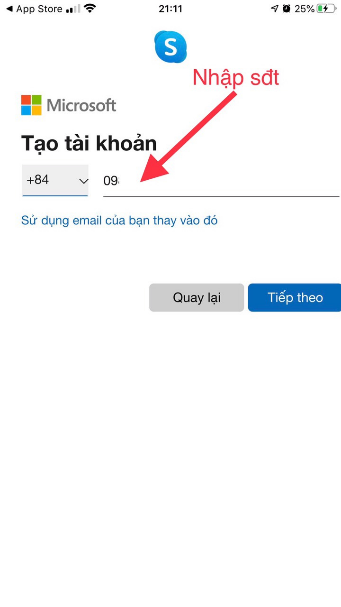 App Store 21:11 25%
S
Nhập sđt
Microsoft
Tạo tài khoản
+84 09
Sử dụng email của bạn thay vào đó
Quay lại Tiếp theo